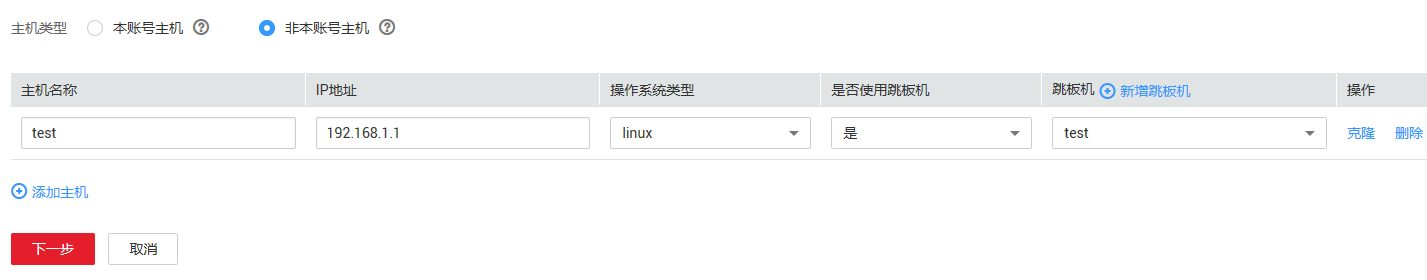 主机类型 本账号主机 ? 非本账号主机 ?
主机名称 IP地址 操作系统类型 是否使用跳板机 跳板机 新增跳板机 操作
test 192.168.1.1 linux 是 test 克隆 删除
添加主机
下一步 取消